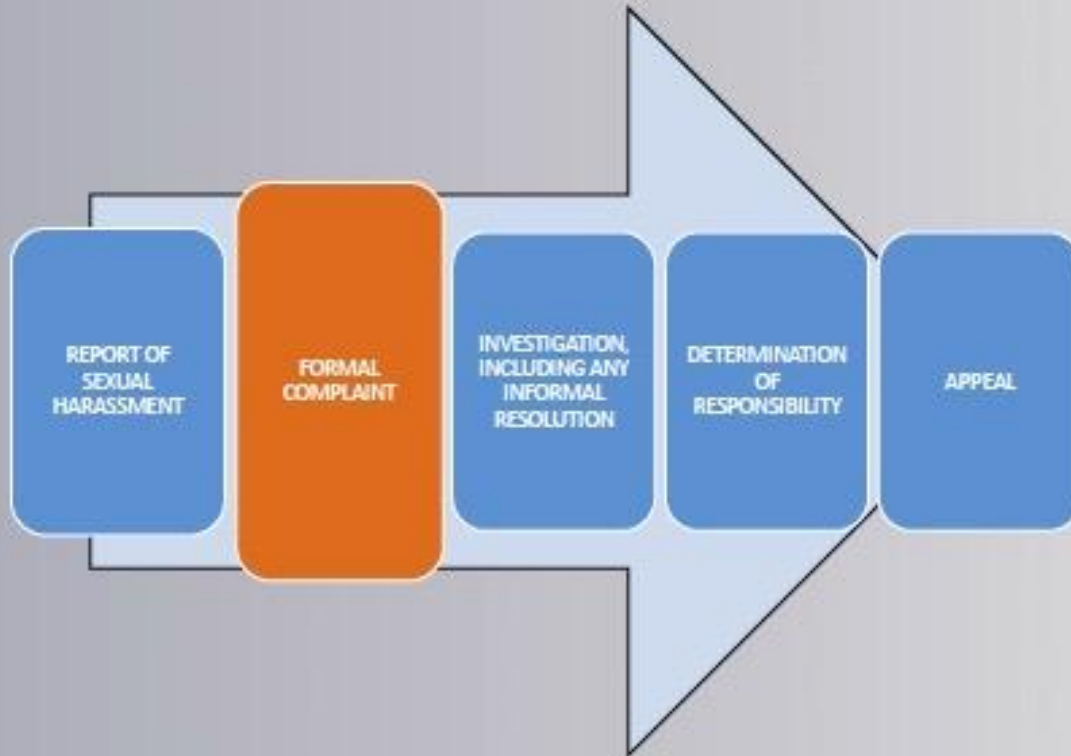 REPORT OF
SEXUAL
HARASSMENT
FORMAL
COMPLAINT
INVESTIGATION,
INCLUDING ANY
INFORMAL
RESOLUTION
DETERMINATION
OF
RESPONSIBILITY
APPEAL